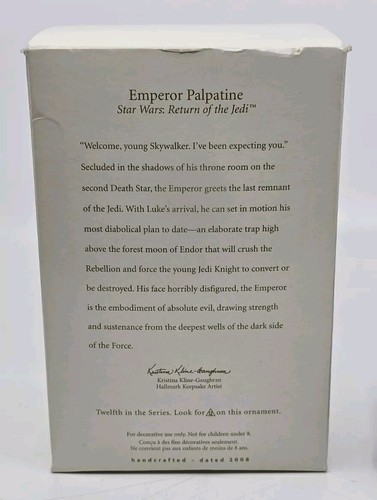 Emperor Palpatine
Star Wars: Return of the Jedi™
"Welcome, young Skywalker. I've been expecting you."
Secluded in the shadows of his throne room on the
second Death Star, the Emperor greets the last remnant
of the Jedi. With Luke's arrival, he can set in motion his
most diabolical plan to date—an elaborate trap high
above the forest moon of Endor that will crush the
Rebellion and force the young Jedi Knight to convert or
be destroyed. His face horribly disfigured, the Emperor
is the embodiment of absolute evil, drawing strength
and sustenance from the deepest wells of the dark side
of the Force.
Kristina Kline-Gaughran
Kristina Kline-Gaughran
Hallmark Keepsake Artist
Twelfth in the Series. Look for on this ornament.
For decorative use only. Not for children under 8.
Conçu à des fins décoratives seulement.
Ne convient pas aux enfants de moins de 8 ans.
handcrafted - dated 2008